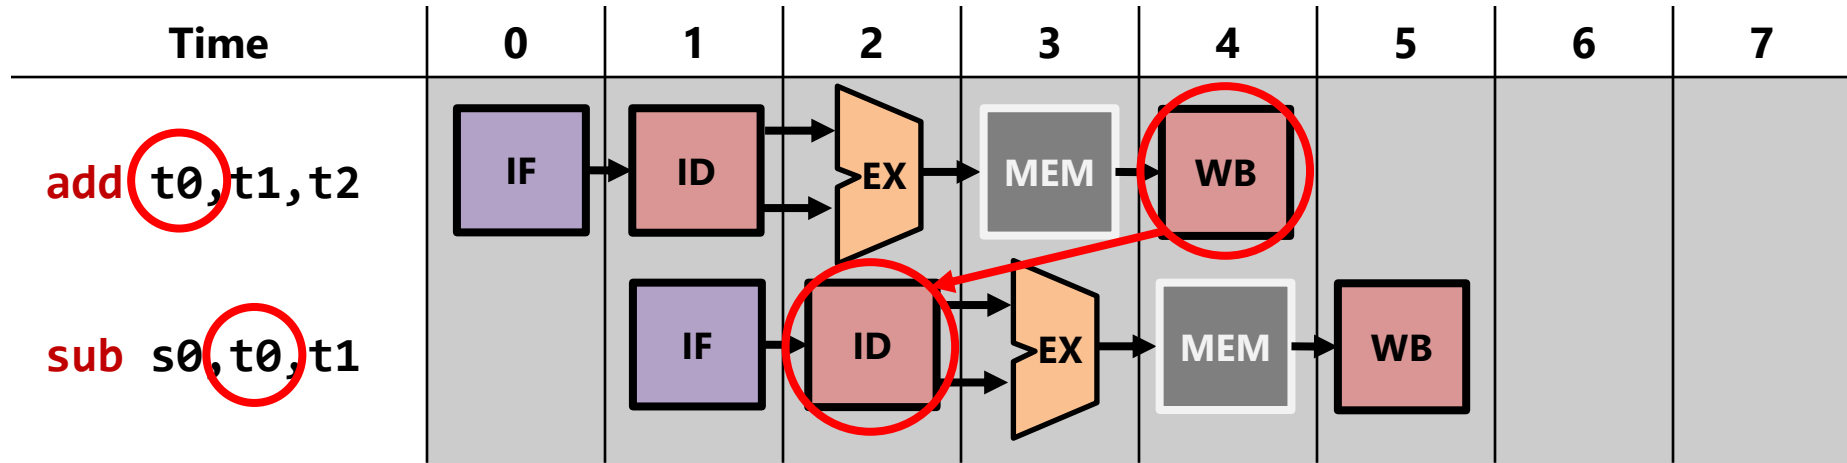 Time 0 1 2 3 4 5 6 7
add t0,t1,t2 IF ID EX MEM WB
sub s0,t0,t1 IF ID EX MEM WB